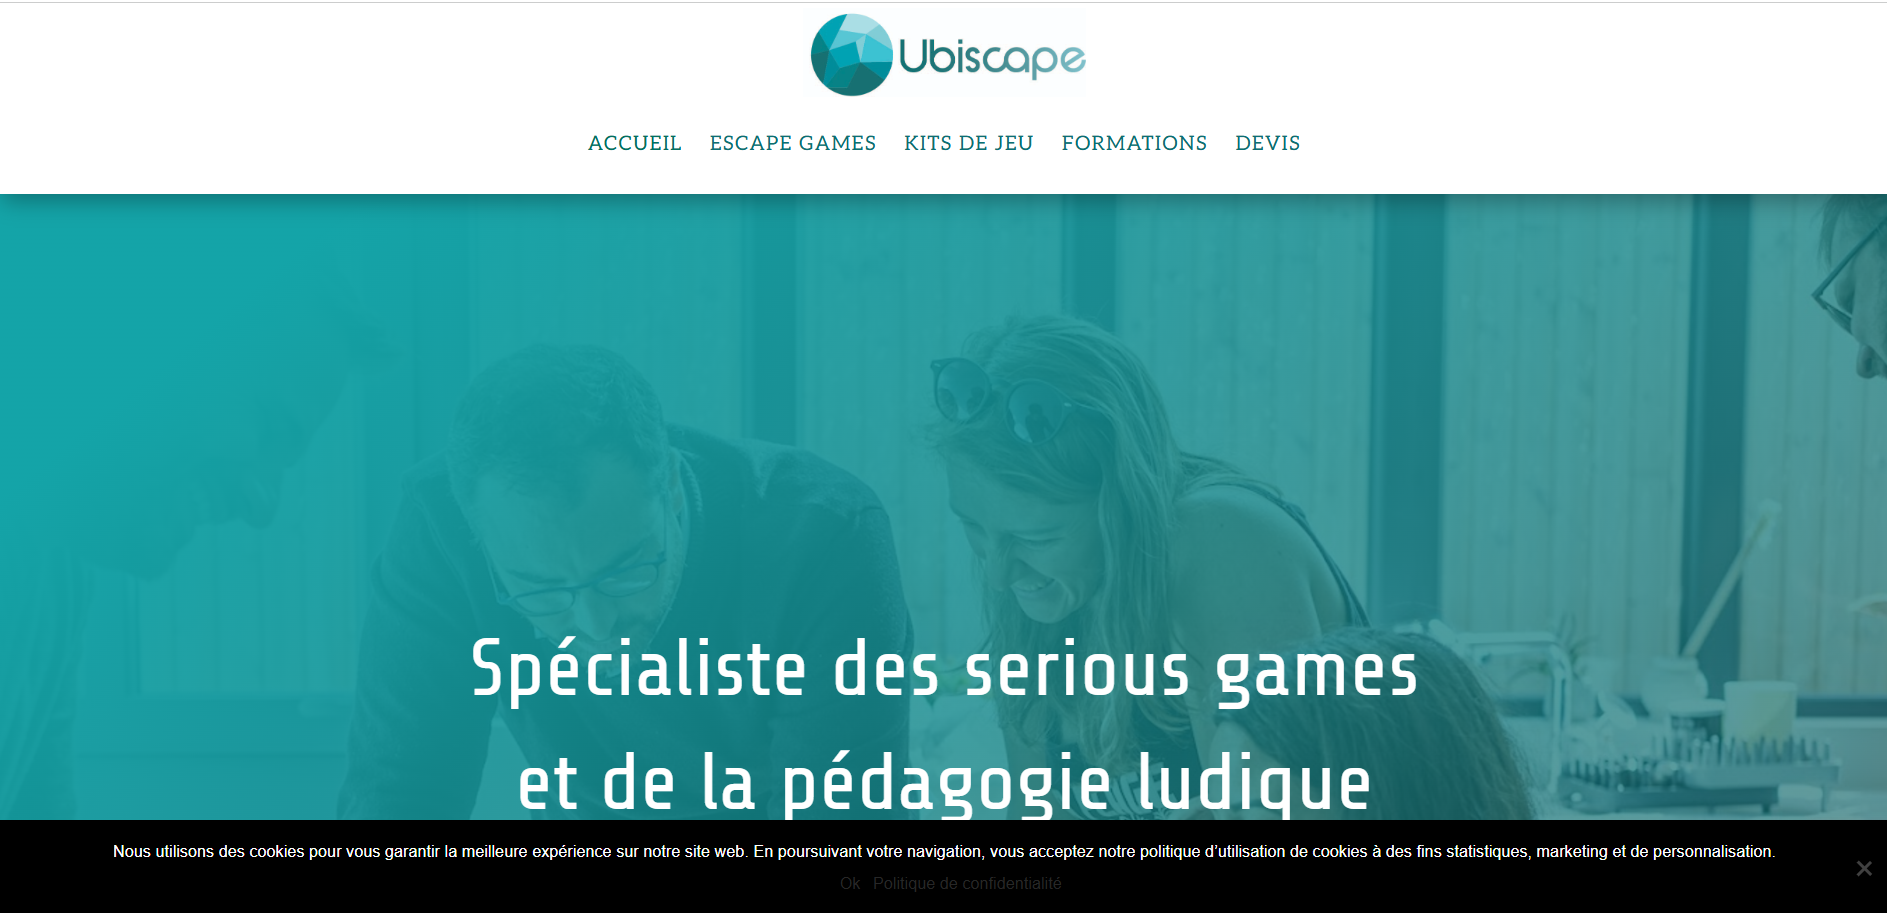 Ubiscape
ACCUEIL ESCAPE GAMES KITS DE JEU FORMATIONS DEVIS
Spécialiste des serious games
et de la pédagogie ludique
Nous utilisons des cookies pour vous garantir la meilleure expérience sur notre site web. En poursuivant votre navigation, vous acceptez notre politique d’utilisation de cookies à des fins statistiques, marketing et de personnalisation.
Ok Politique de confidentialité